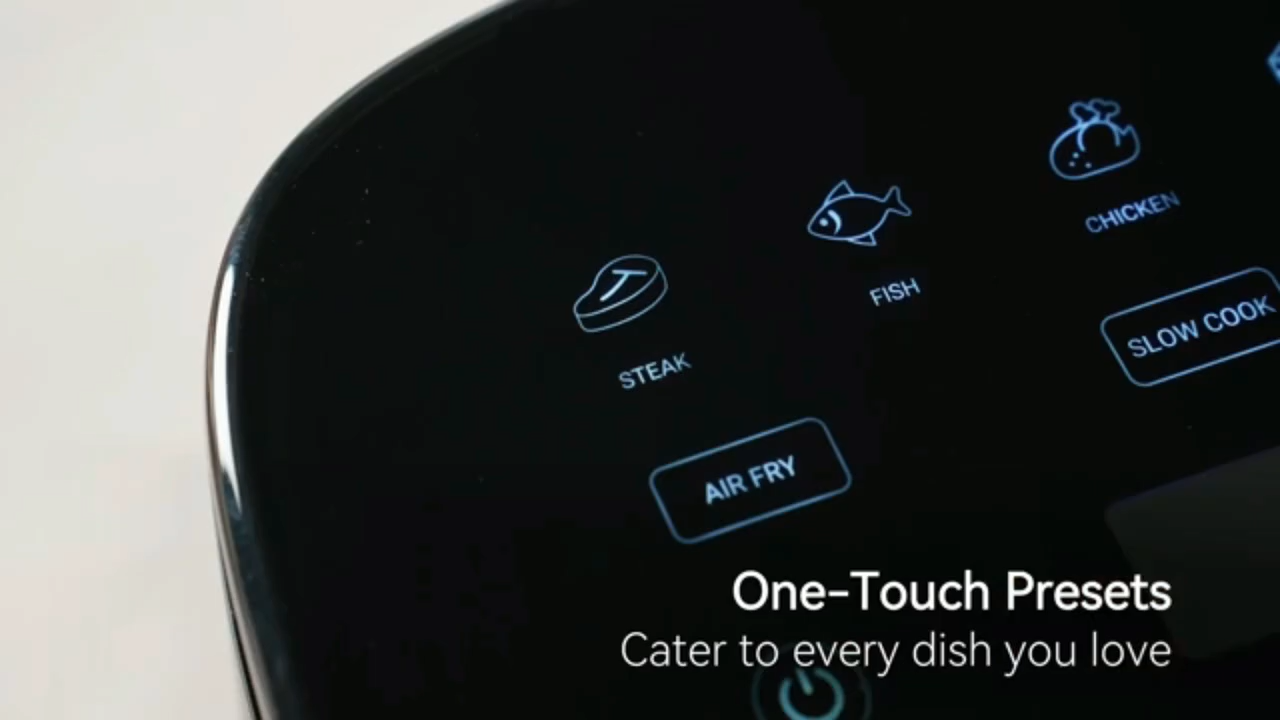 CHICKEN
FISH
STEAK
SLOW COOK
AIR FRY
One-Touch Presets
Cater to every dish you love